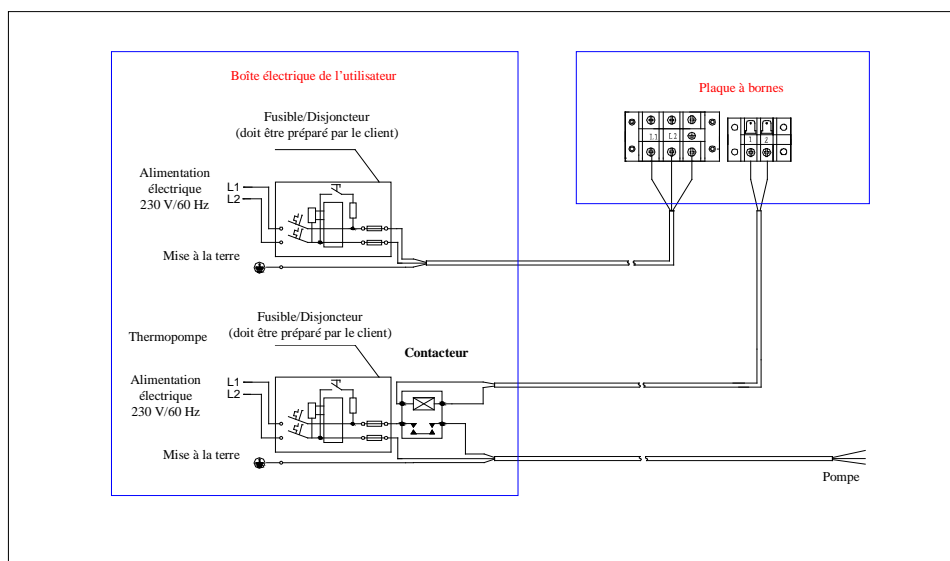 Boîte électrique de l'utilisateur
Plaque à bornes
Fusible/Disjoncteur
(doit être préparé par le client)
L1 L2
1 2
Alimentation
électrique
230 V/60 Hz
L1
L2
Mise à la terre
Fusible/Disjoncteur
(doit être préparé par le client)
Thermopompe
Contacteur
Alimentation
électrique
230 V/60 Hz
L1
L2
Mise à la terre
Pompe